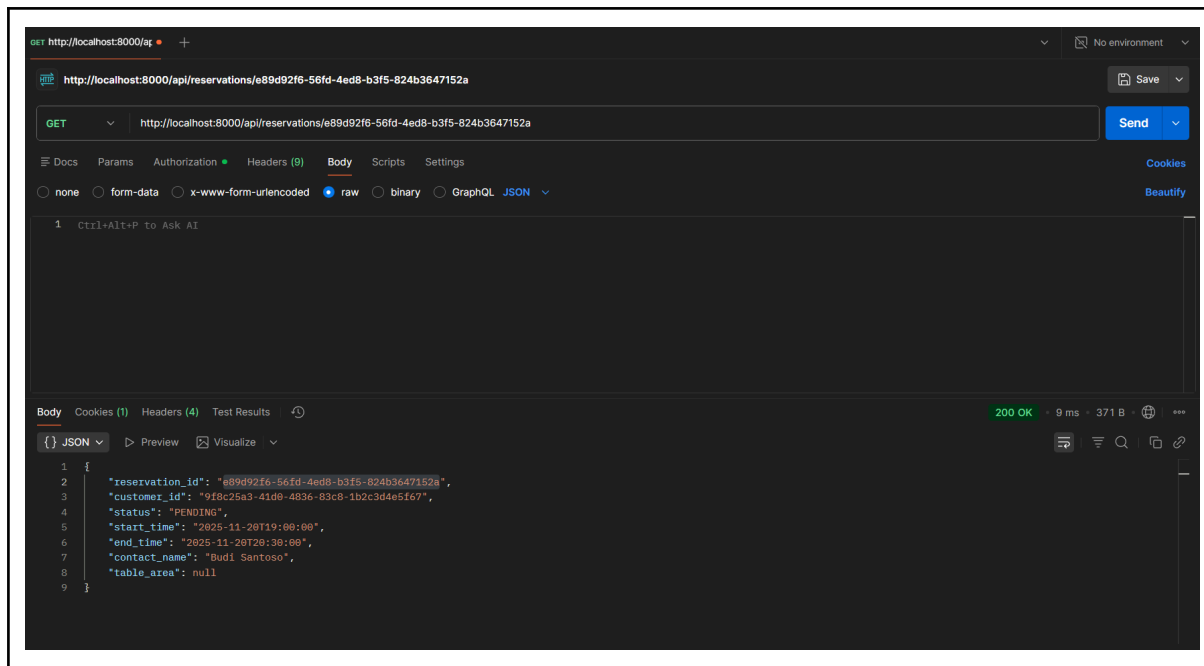 GET http://localhost:8000/ap
No environment
HTTP http://localhost:8000/api/reservations/e89d92f6-56fd-4ed8-b3f5-824b3647152a
Save
GET http://localhost:8000/api/reservations/e89d92f6-56fd-4ed8-b3f5-824b3647152a
Send
Docs Params Authorization Headers (9) Body Scripts Settings
Cookies
none form-data x-www-form-urlencoded raw binary GraphQL JSON
Beautify
1 Ctrl+Alt+P to Ask AI
Body Cookies (1) Headers (4) Test Results
200 OK 9 ms 371 B
{} JSON Preview Visualize
1 {
2 "reservation_id": "e89d92f6-56fd-4ed8-b3f5-824b3647152a",
3 "customer_id": "9f8c25a3-41d0-4836-83c8-1b2c3d4e5f67",
4 "status": "PENDING",
5 "start_time": "2025-11-20T19:00:00",
6 "end_time": "2025-11-20T20:30:00",
7 "contact_name": "Budi Santoso",
8 "table_area": null
9 }